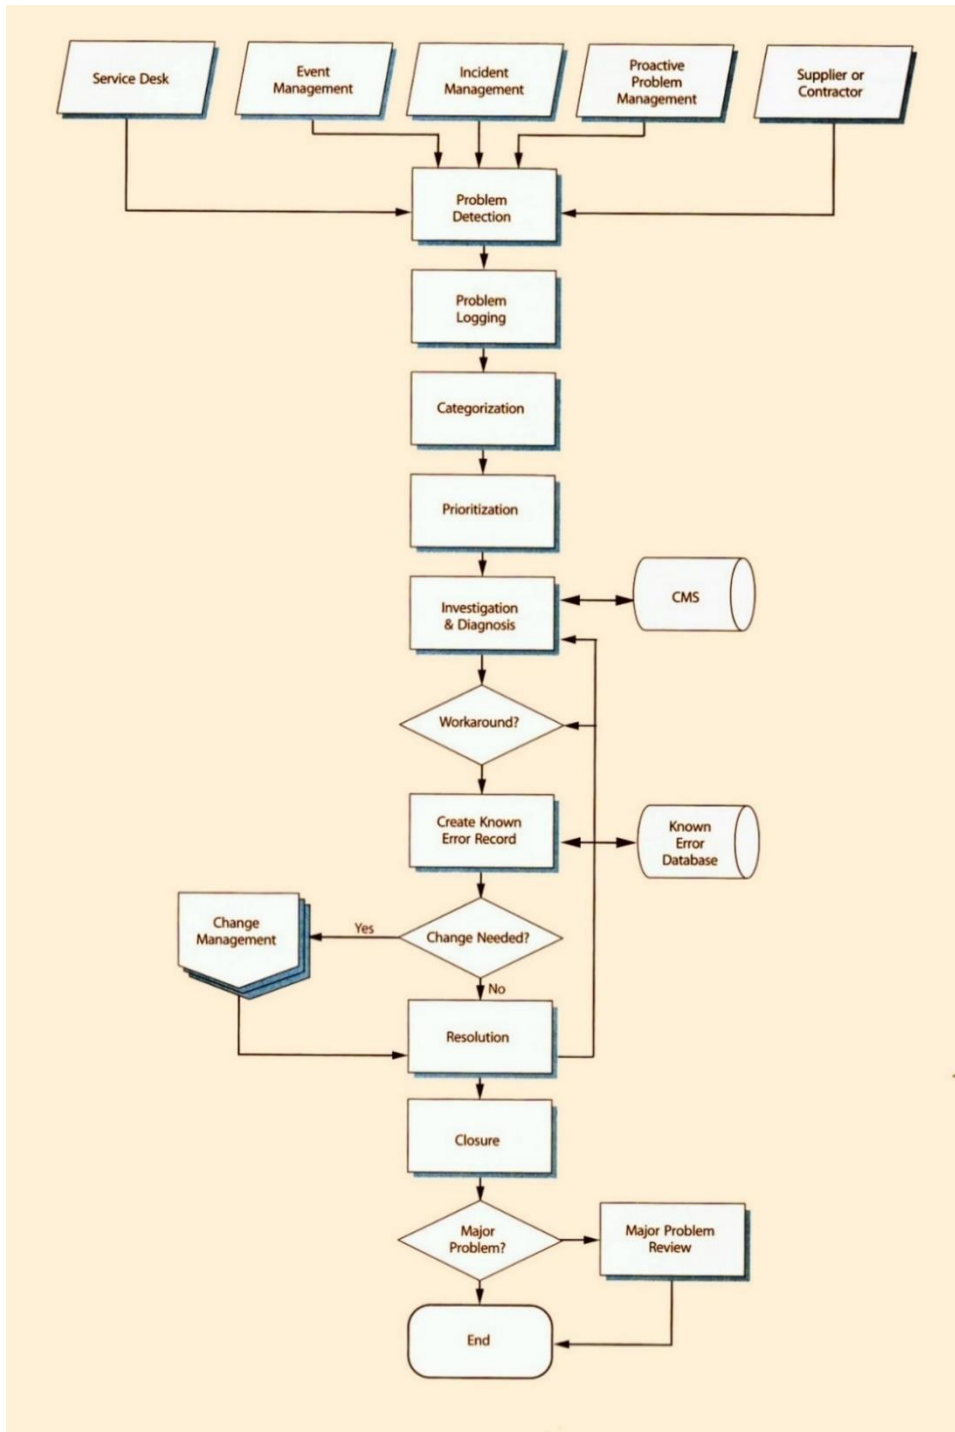 Service Desk
Event
Management
Incident
Management
Proactive
Problem
Management
Supplier or
Contractor
Problem
Detection
Problem
Logging
Categorization
Prioritization
Investigation
& Diagnosis
CMS
Workaround?
Create Known
Error Record
Known
Error
Database
Change
Management
Yes
Change Needed?
No
Resolution
Closure
Major
Problem?
Major Problem
Review
End